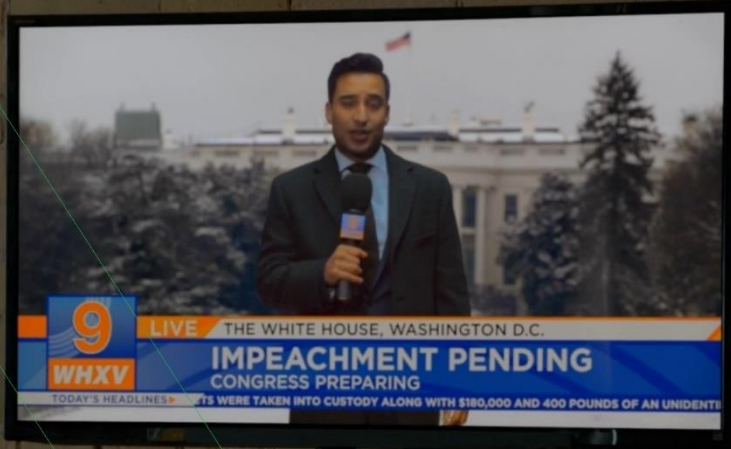 9
WHXV
LIVE THE WHITE HOUSE, WASHINGTON D.C.
IMPEACHMENT PENDING
CONGRESS PREPARING
TODAY'S HEADLINES TS WERE TAKEN INTO CUSTODY ALONG WITH $180,000 AND 400 POUNDS OF AN UNIDENTI